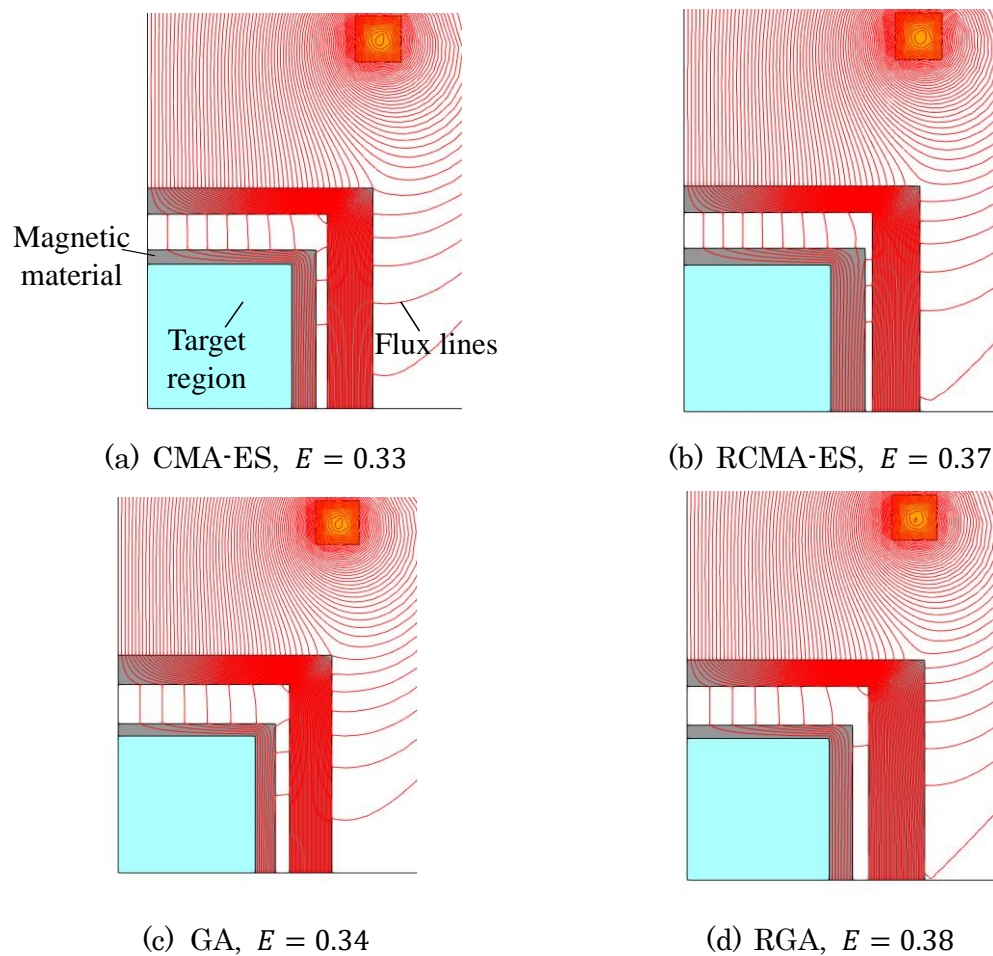 Magnetic
material
Target
region
Flux lines
(a) CMA-ES, E = 0.33
(b) RCMA-ES, E = 0.37
(c) GA, E = 0.34
(d) RGA, E = 0.38